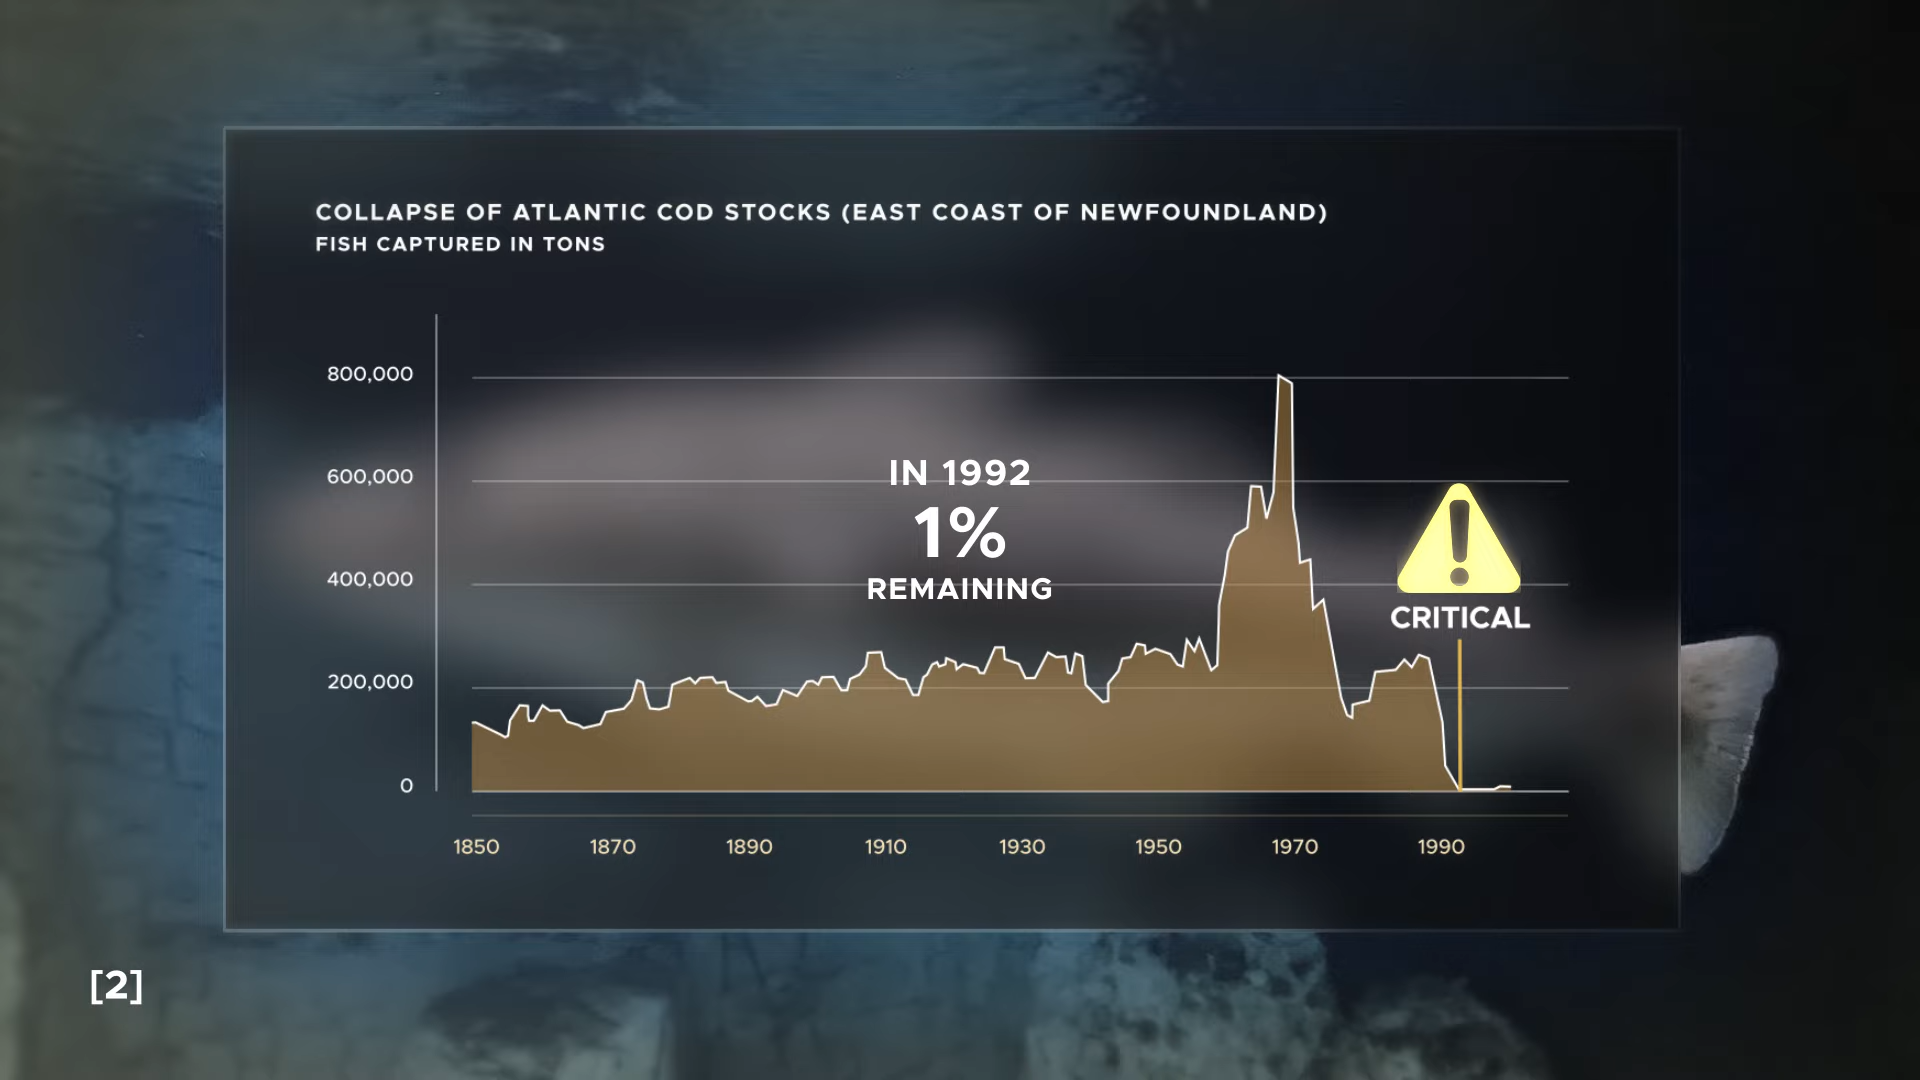 COLLAPSE OF ATLANTIC COD STOCKS (EAST COAST OF NEWFOUNDLAND)
FISH CAPTURED IN TONS
800,000
600,000
400,000
200,000
0
IN 1992
1%
REMAINING
CRITICAL
1850 1870 1890 1910 1930 1950 1970 1990
[2]